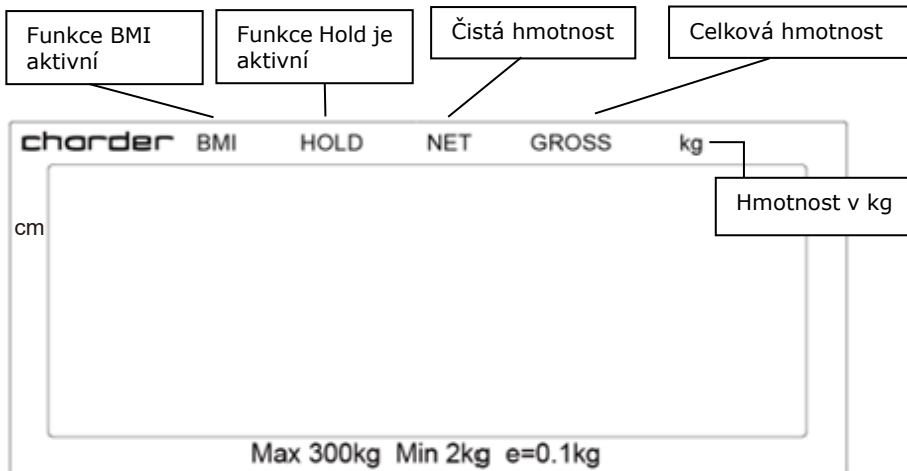 Funkce BMI
aktivní
Funkce Hold je
aktivní
Čistá hmotnost
Celková hmotnost
charder BMI HOLD NET GROSS kg
Hmotnost v kg
cm
Max 300kg Min 2kg e=0.1kg